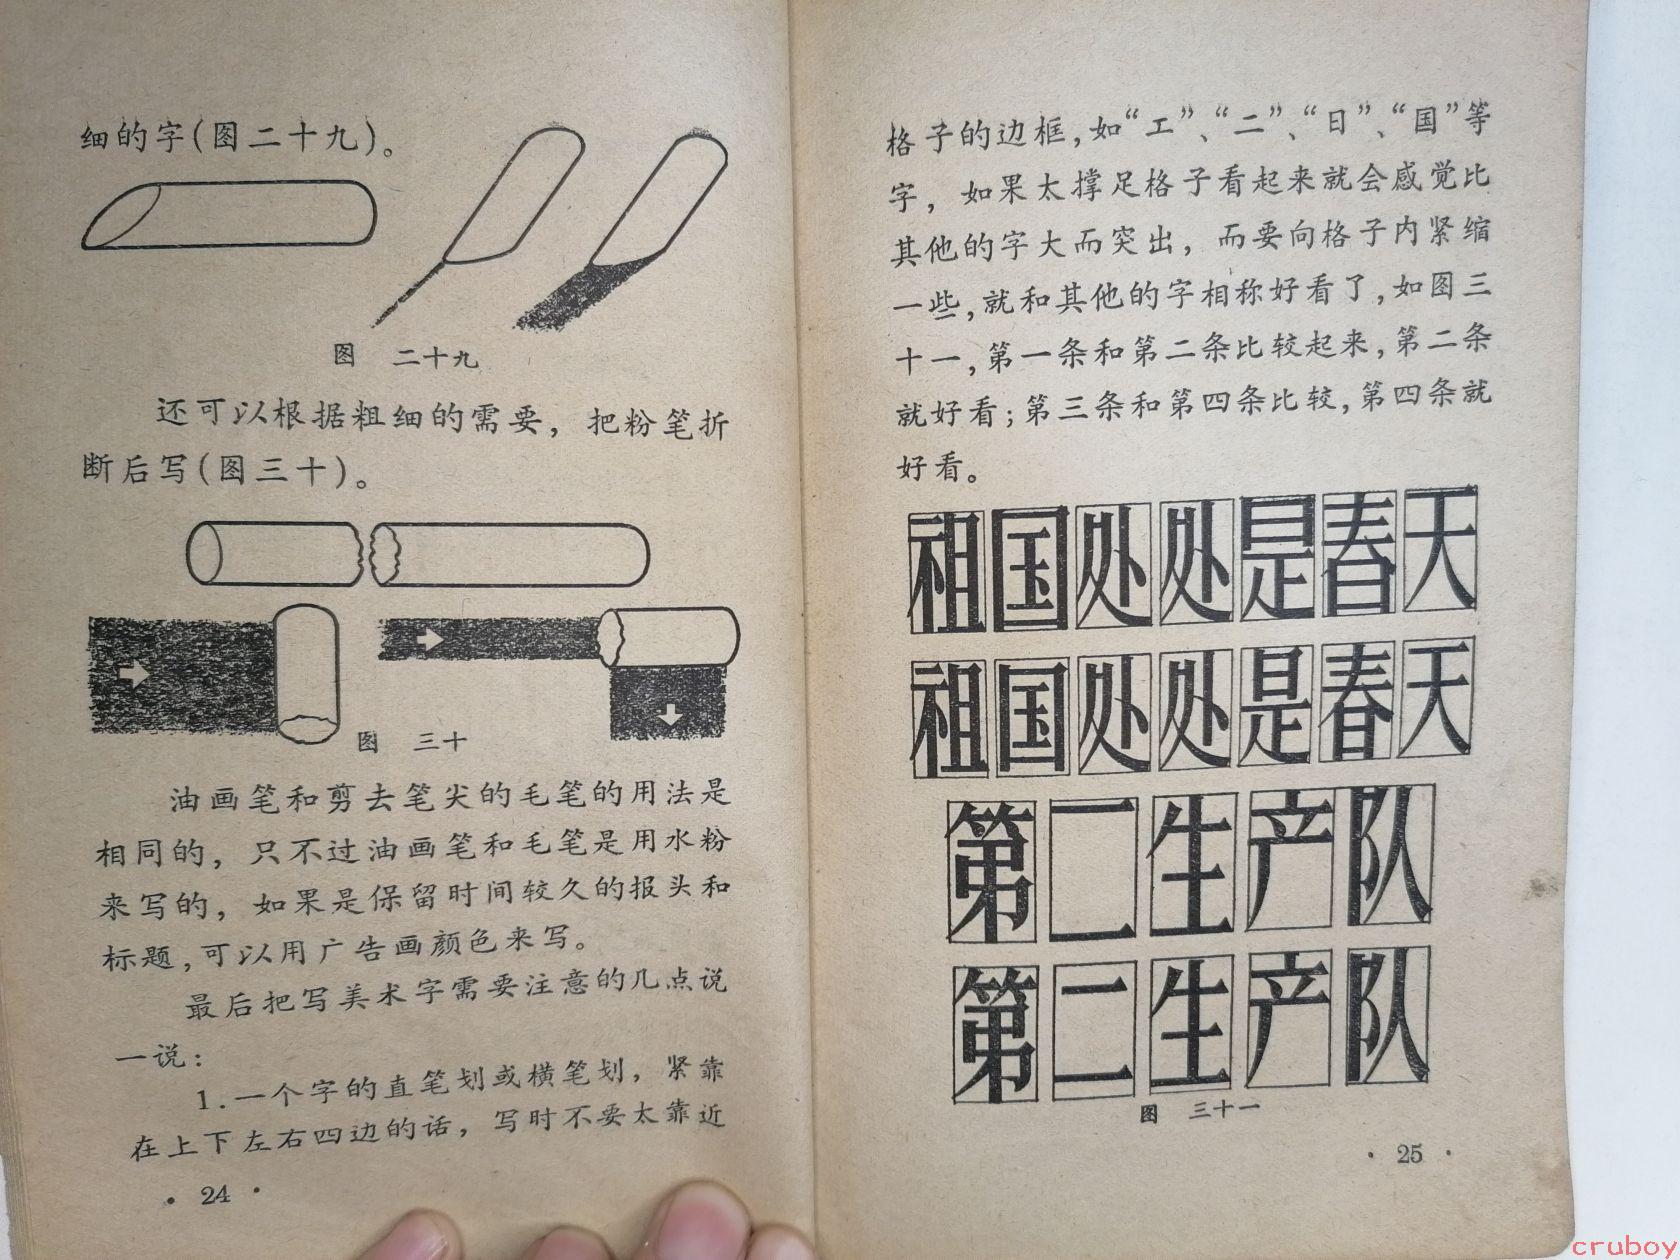 细的字(图二十九)。
图 二十九
还可以根据粗细的需要，把粉笔折
断后写(图三十)。
图 三十
油画笔和剪去笔尖的毛笔的用法是
相同的，只不过油画笔和毛笔是用水粉
来写的，如果是保留时间较久的报头和
标题，可以用广告画颜色来写。
最后把写美术字需要注意的几点说
一说：
1.一个字的直笔划或横笔划，紧靠
在上下左右四边的话，写时不要太靠近
· 24 ·
格子的边框，如“工”、“二”、“日”、“国”等
字，如果太撑足格子看起来就会感觉比
其他的字大而突出，而要向格子内紧缩
一些，就和其他的字相称好看了，如图三
十一，第一条和第二条比较起来，第二条
就好看；第三条和第四条比较，第四条就
好看。
祖国处处是春天
祖国处处是春天
第二生产队
第二生产队
图 三十一
· 25 ·
cruboy